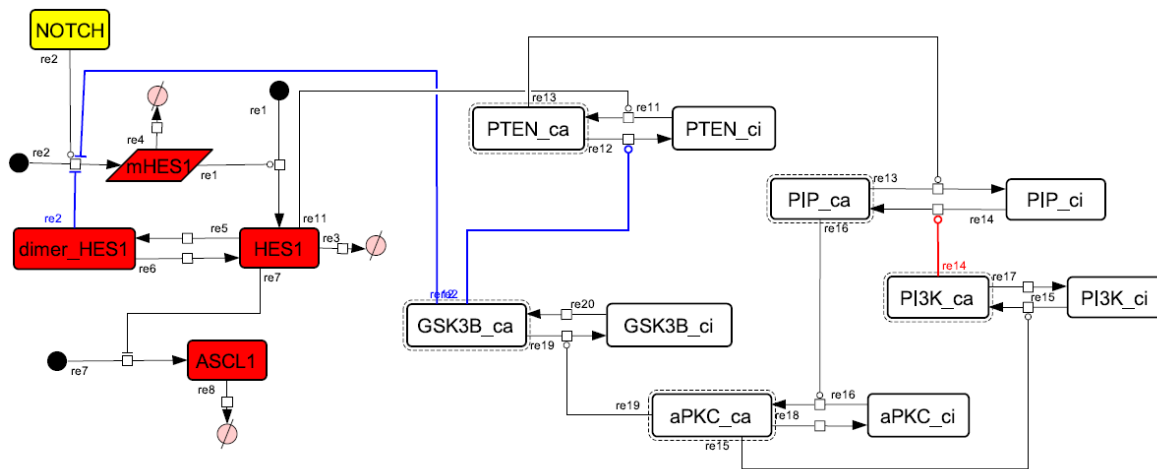 NOTCH
re2
re13
re1
re11
PTEN_ca
PTEN_ci
re12
re4
re2
mHES1
re1
PIP_ca
re13
PIP_ci
re14
re16
re2
re5
re11
dimer_HES1
HES1
re3
re6
re7
re14
re17
PI3K_ca
re15
PI3K_ci
re12
re20
GSK3B_ca
GSK3B_ci
re19
re7
ASCL1
re8
re19
aPKC_ca
re16
aPKC_ci
re18
re15